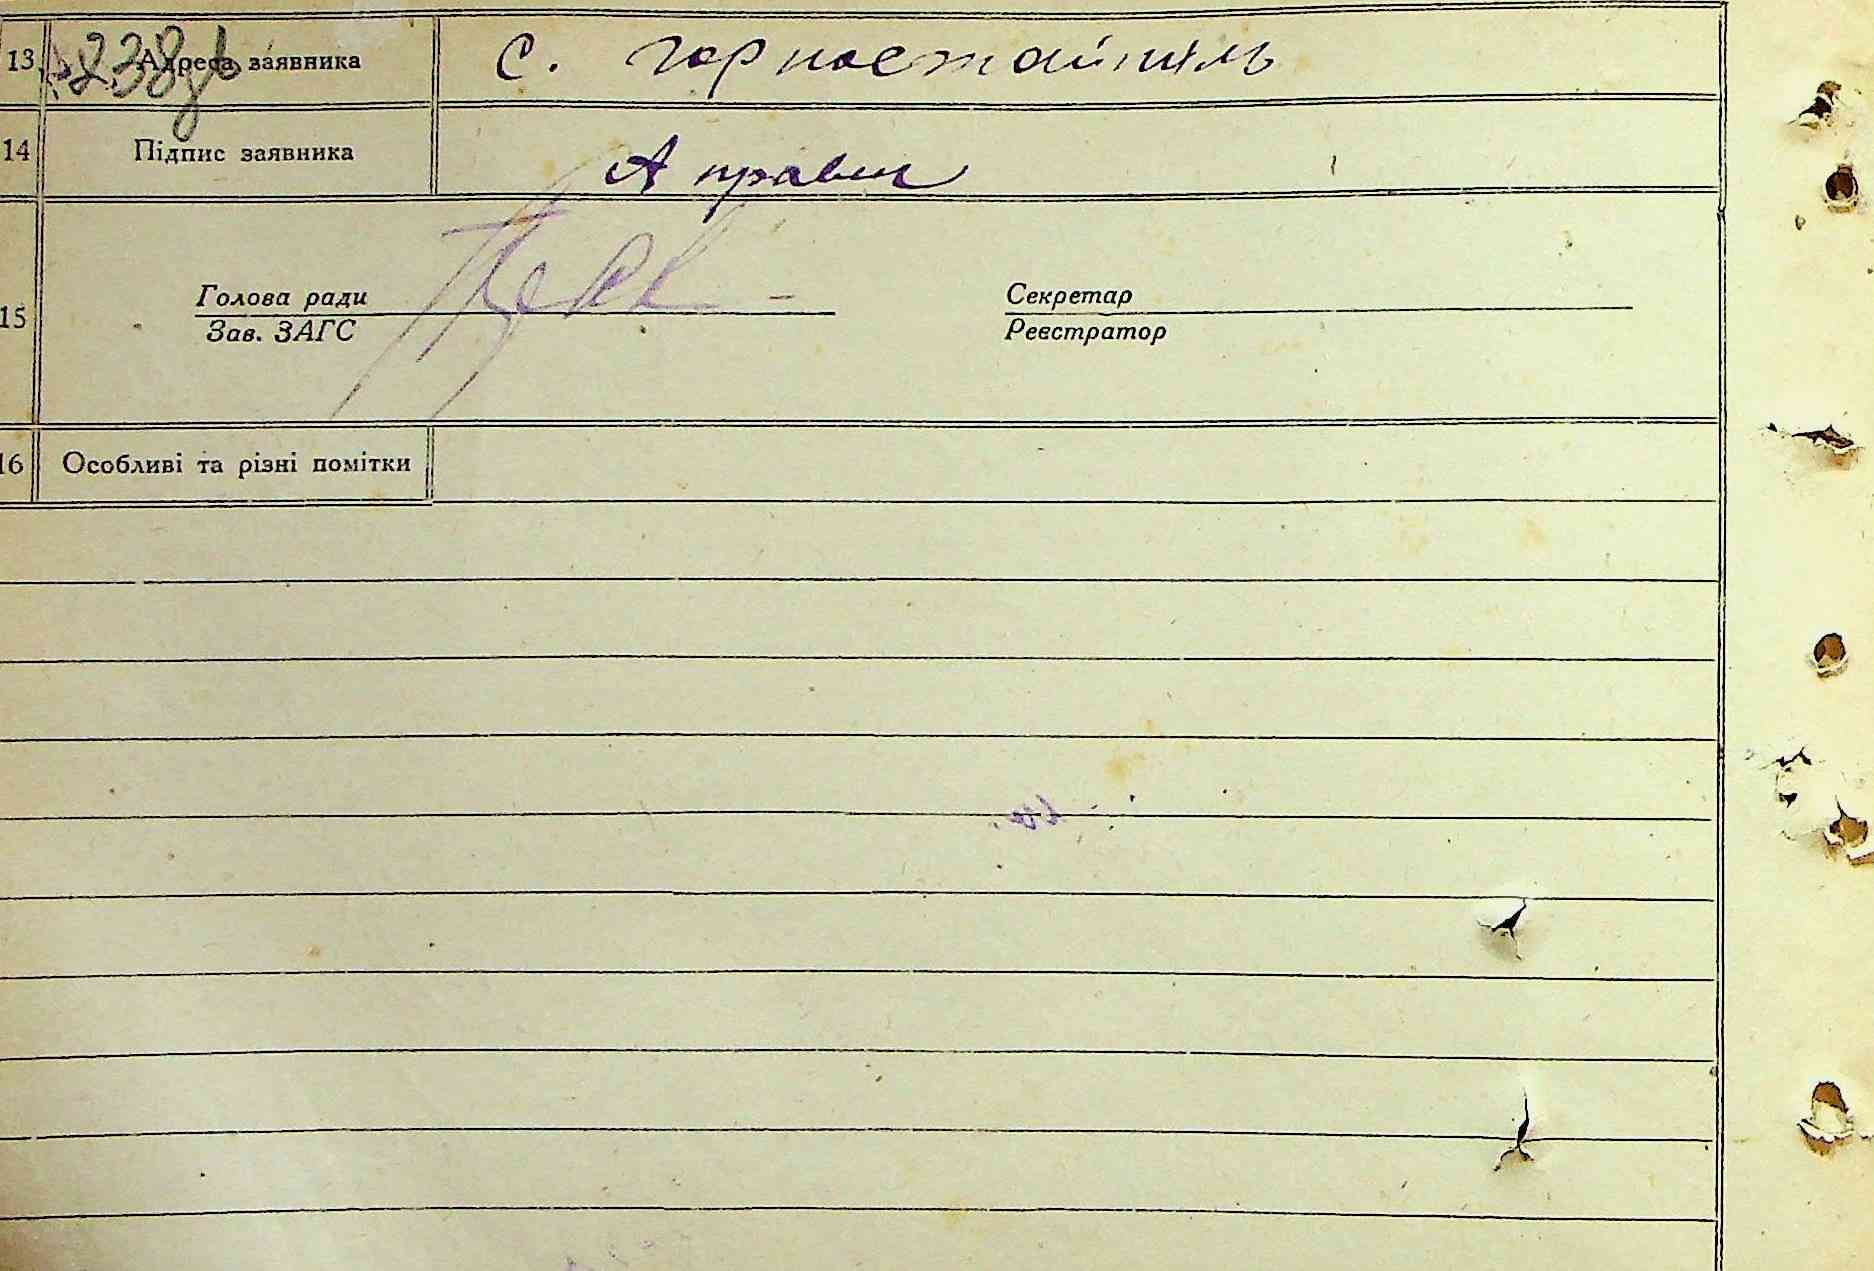 13 Адреса заявника с. Горностайпіль
238
14 Підпис заявника
15 Голова ради Секретар
Зав. ЗАГС Реєстратор
16 Особливі та різні помітки